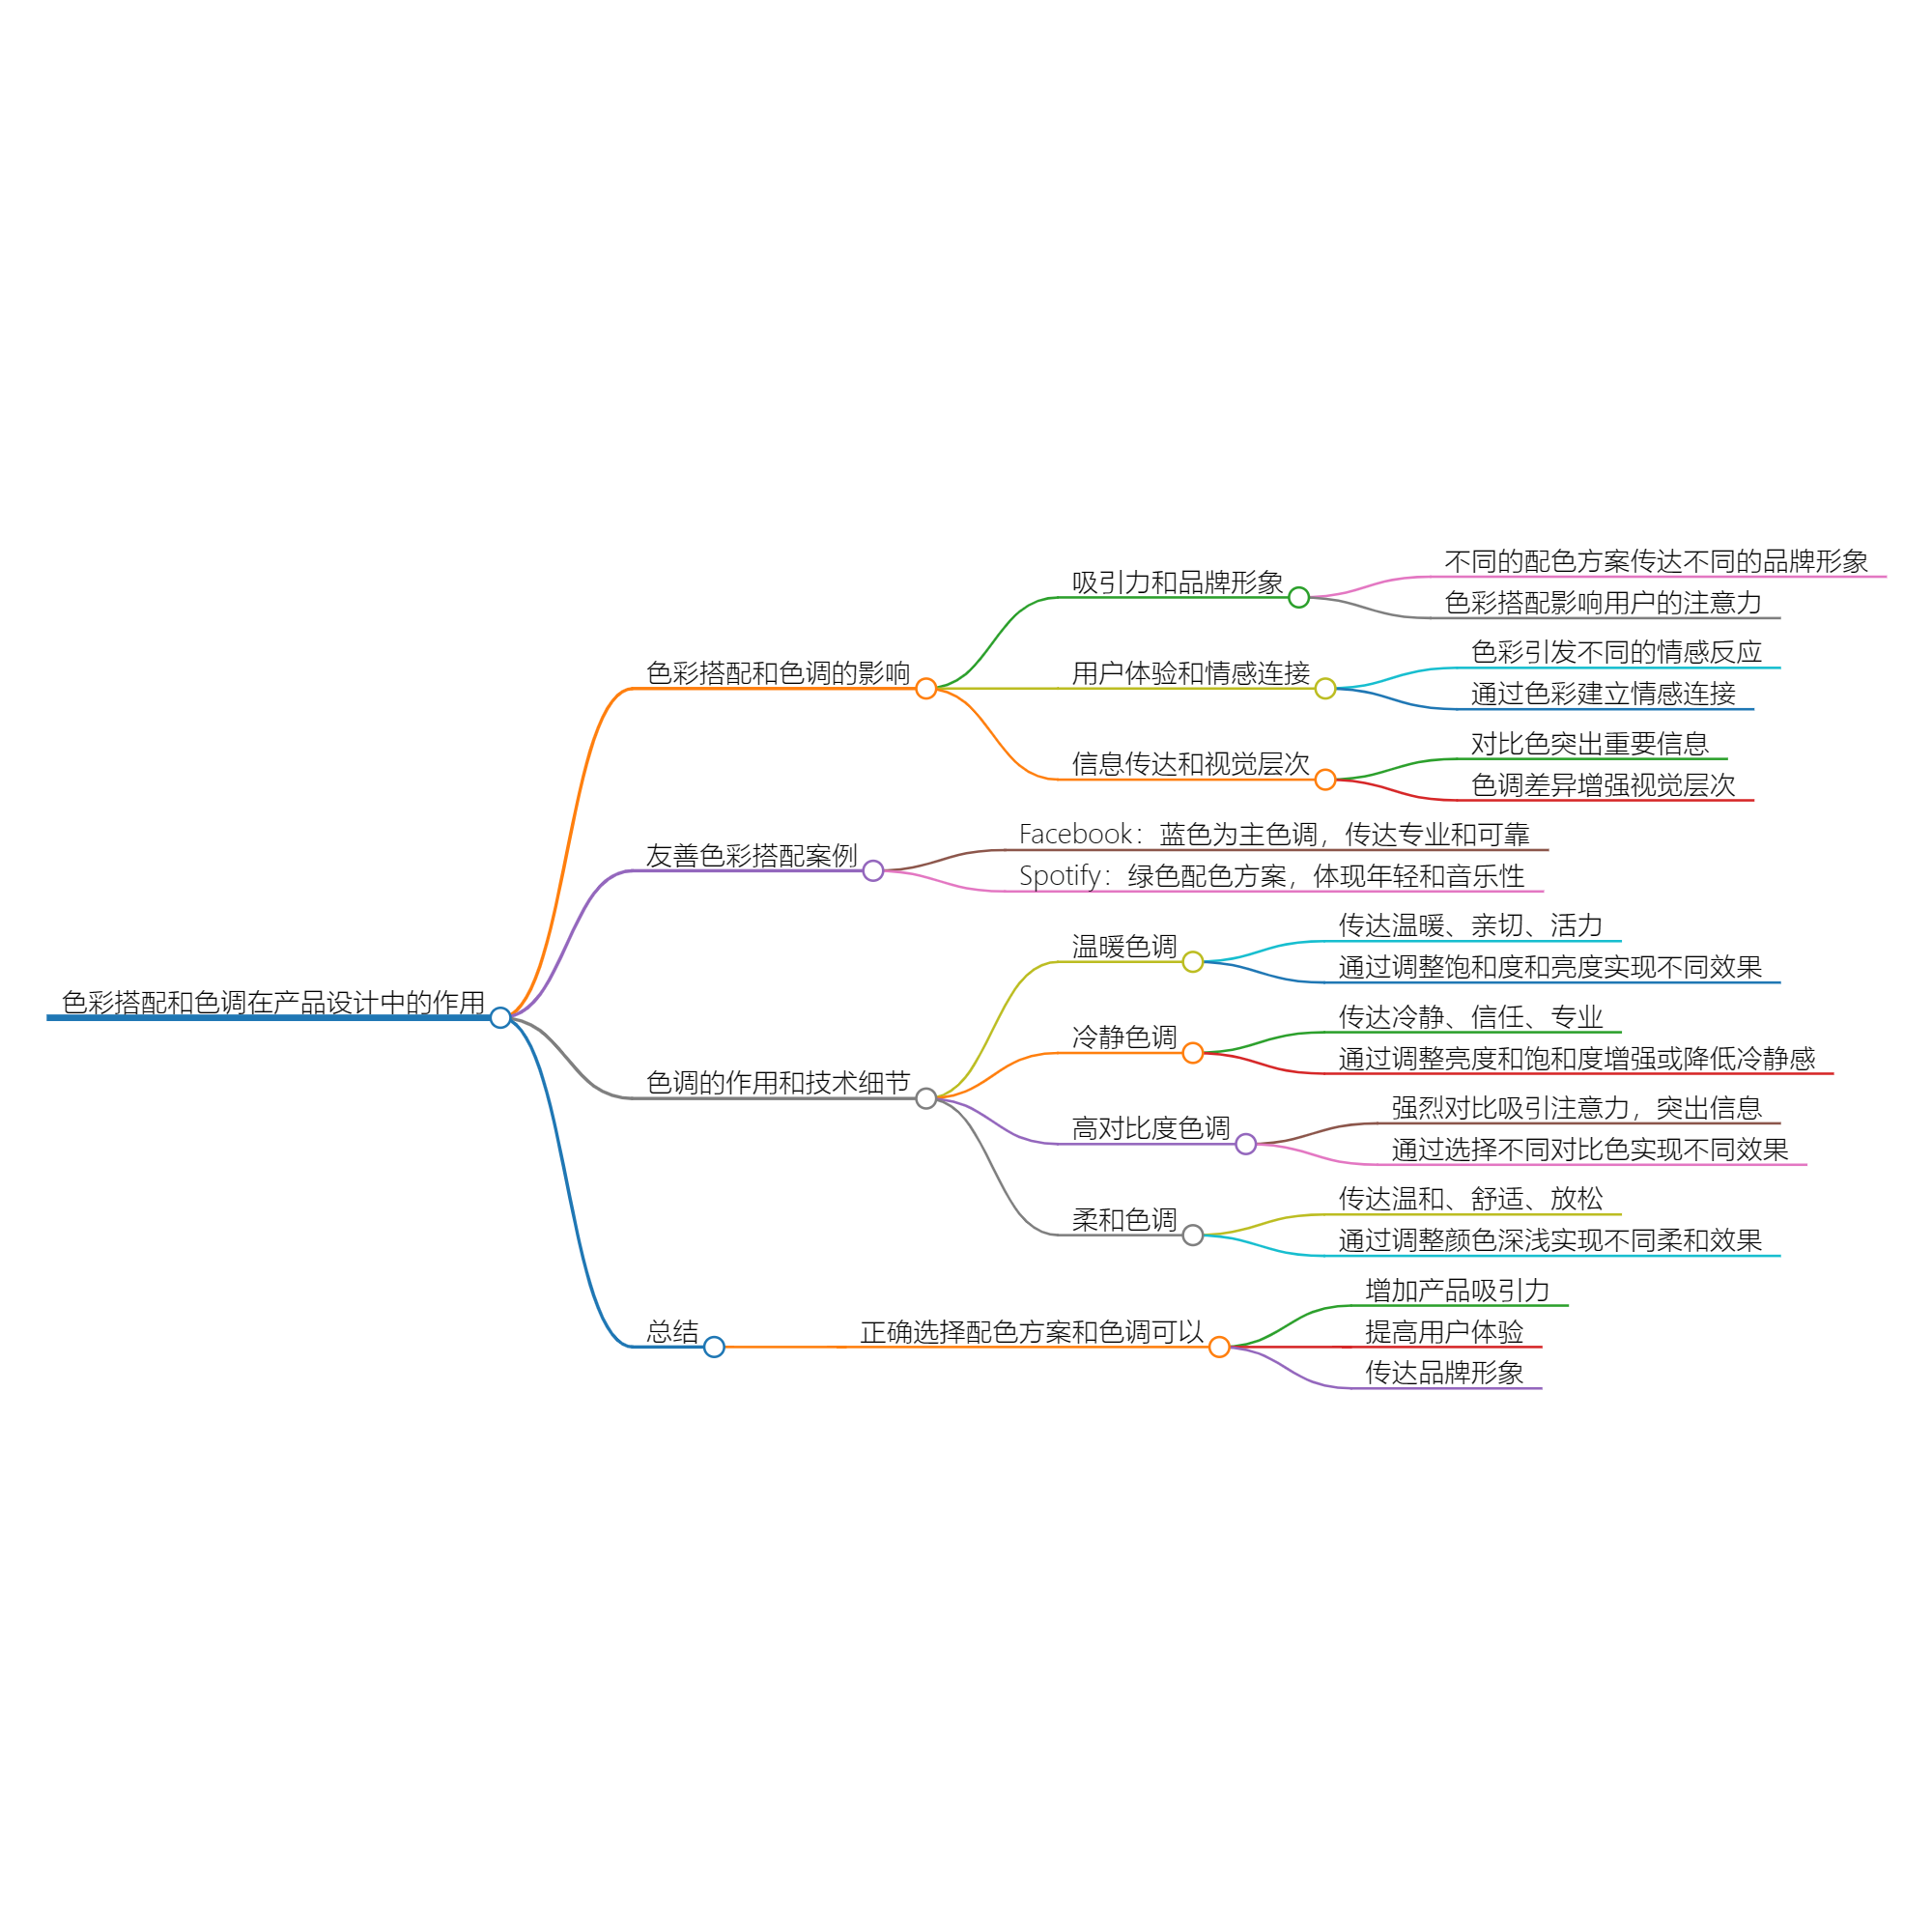 色彩搭配和色调在产品设计中的作用
色彩搭配和色调的影响
吸引力和品牌形象
不同的配色方案传达不同的品牌形象
色彩搭配影响用户的注意力
用户体验和情感连接
色彩引发不同的情感反应
通过色彩建立情感连接
信息传达和视觉层次
对比色突出重要信息
色调差异增强视觉层次
友善色彩搭配案例
Facebook：蓝色为主色调，传达专业和可靠
Spotify：绿色配色方案，体现年轻和音乐性
色调的作用和技术细节
温暖色调
传达温暖、亲切、活力
通过调整饱和度和亮度实现不同效果
冷静色调
传达冷静、信任、专业
通过调整亮度和饱和度增强或降低冷静感
高对比度色调
强烈对比吸引注意力，突出信息
通过选择不同对比色实现不同效果
柔和色调
传达温和、舒适、放松
通过调整颜色深浅实现不同柔和效果
总结
正确选择配色方案和色调可以
增加产品吸引力
提高用户体验
传达品牌形象